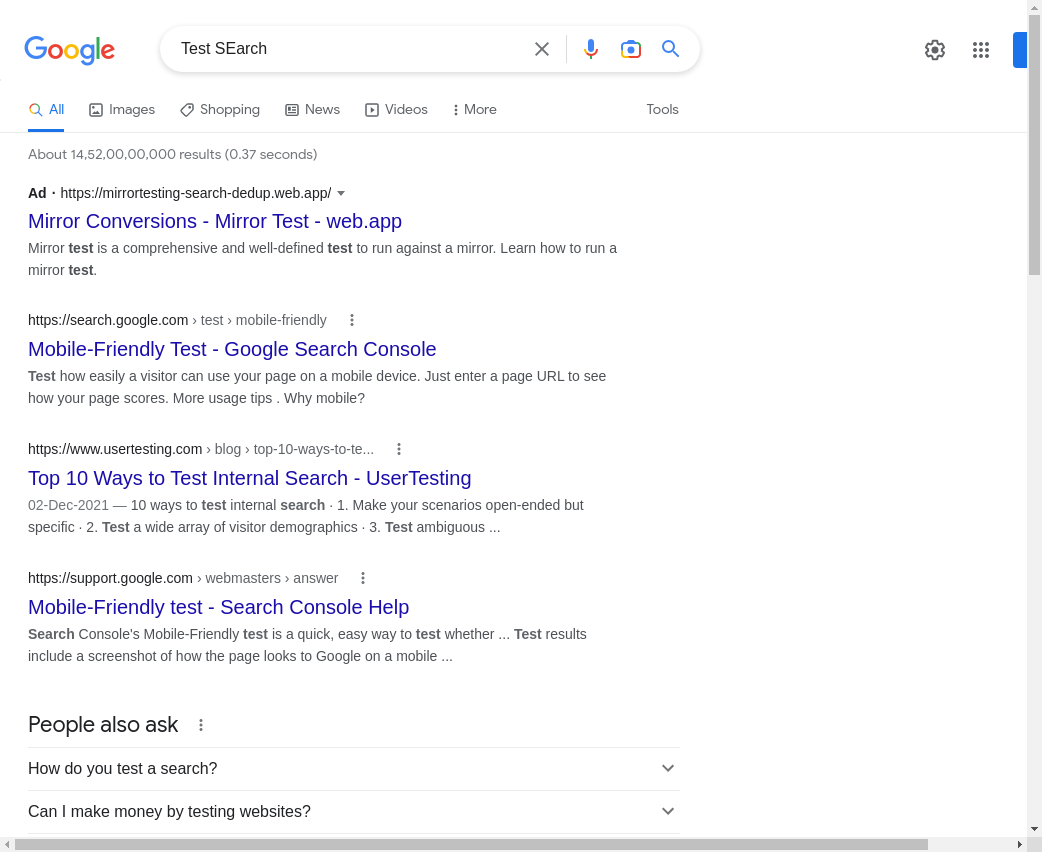 Google
Test SEarch
All
Images
Shopping
News
Videos
More
Tools
About 14,52,00,00,000 results (0.37 seconds)
Ad · https://mirrortesting-search-dedup.web.app/
Mirror Conversions - Mirror Test - web.app
Mirror test is a comprehensive and well-defined test to run against a mirror. Learn how to run a
mirror test.
https://search.google.com › test › mobile-friendly
Mobile-Friendly Test - Google Search Console
Test how easily a visitor can use your page on a mobile device. Just enter a page URL to see
how your page scores. More usage tips . Why mobile?
https://www.usertesting.com › blog › top-10-ways-to-te...
Top 10 Ways to Test Internal Search - UserTesting
02-Dec-2021 — 10 ways to test internal search · 1. Make your scenarios open-ended but
specific · 2. Test a wide array of visitor demographics · 3. Test ambiguous ...
https://support.google.com › webmasters › answer
Mobile-Friendly test - Search Console Help
Search Console's Mobile-Friendly test is a quick, easy way to test whether ... Test results
include a screenshot of how the page looks to Google on a mobile ...
People also ask
How do you test a search?
Can I make money by testing websites?